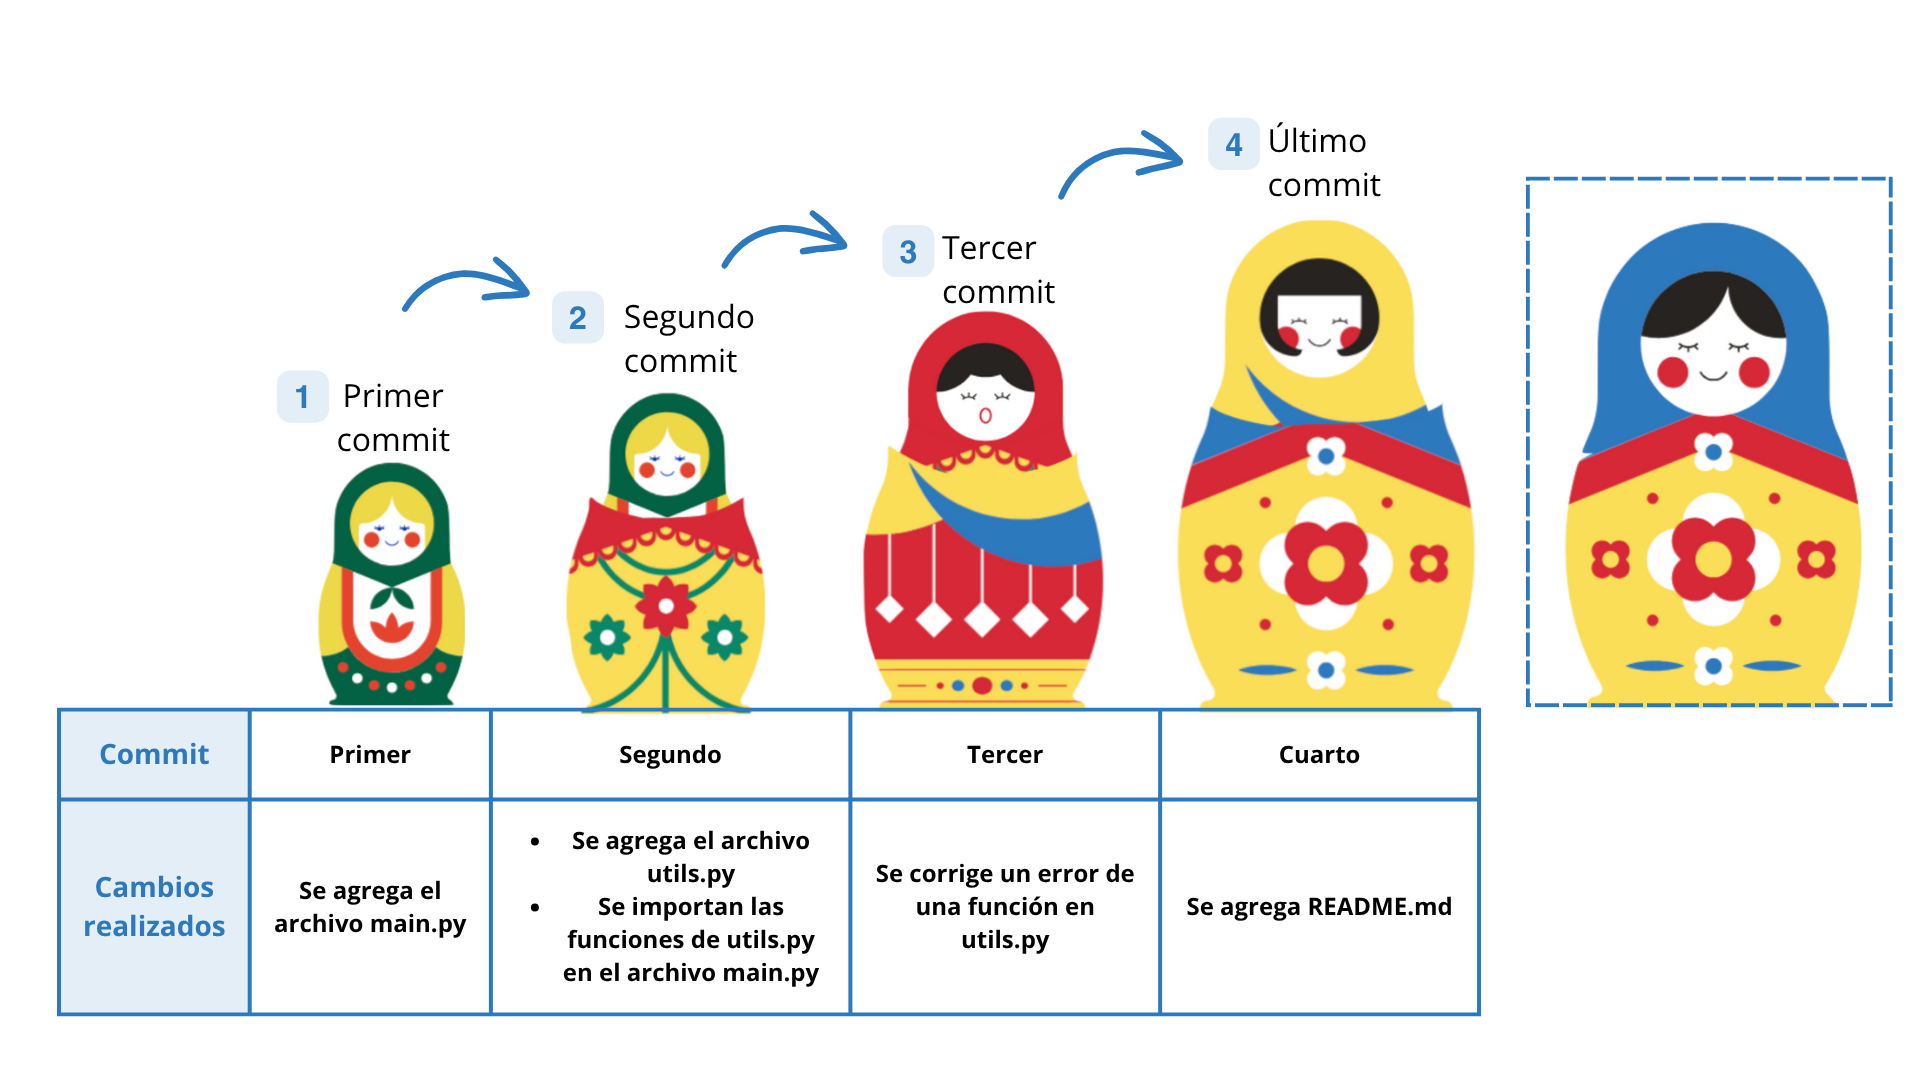 1 Primer
commit
2 Segundo
commit
3 Tercer
commit
4 Último
commit
Commit
Primer
Segundo
Tercer
Cuarto
Cambios
realizados
Se agrega el
archivo main.py
• Se agrega el archivo
utils.py
• Se importan las
funciones de utils.py
en el archivo main.py
Se corrige un error de
una función en
utils.py
Se agrega README.md